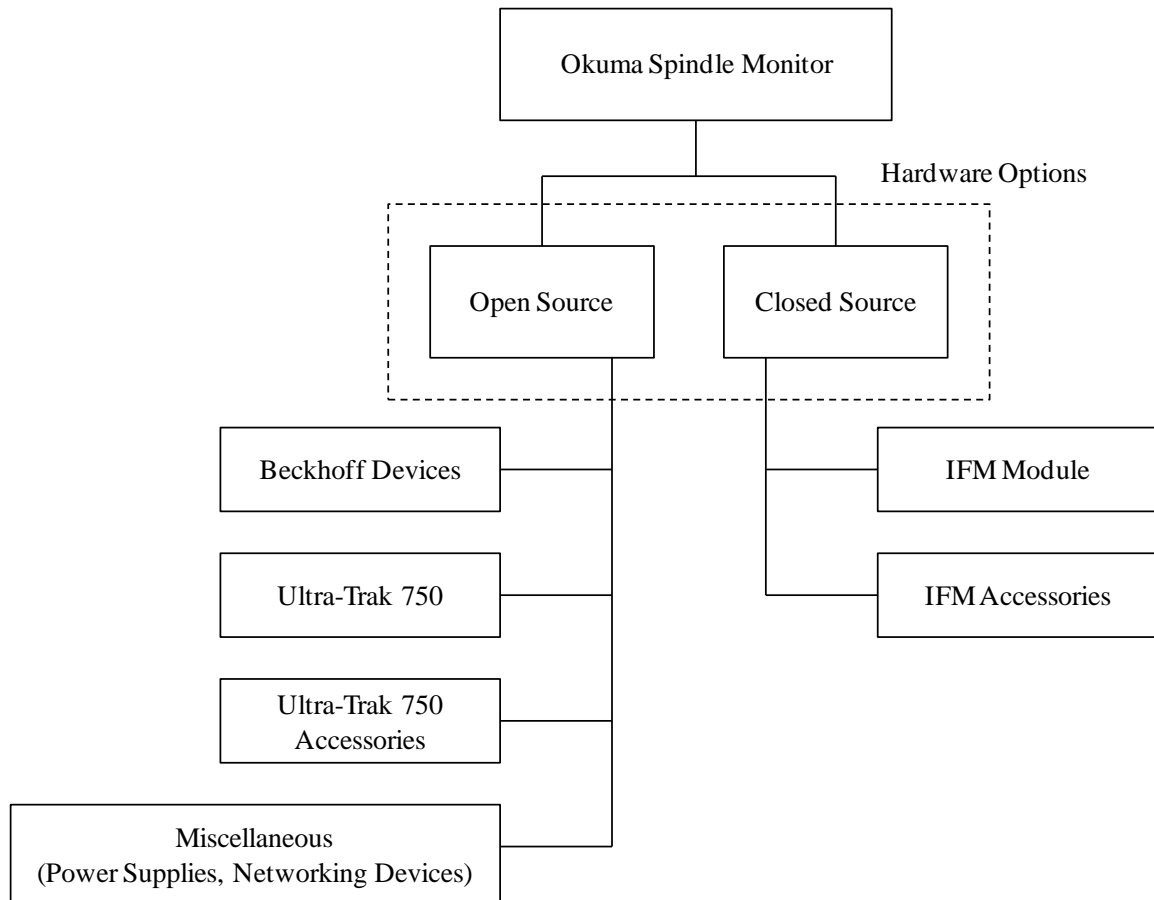 Okuma Spindle Monitor
Hardware Options
Open Source
Closed Source
Beckhoff Devices
IFM Module
Ultra-Trak 750
IFM Accessories
Ultra-Trak 750
Accessories
Miscellaneous
(Power Supplies, Networking Devices)